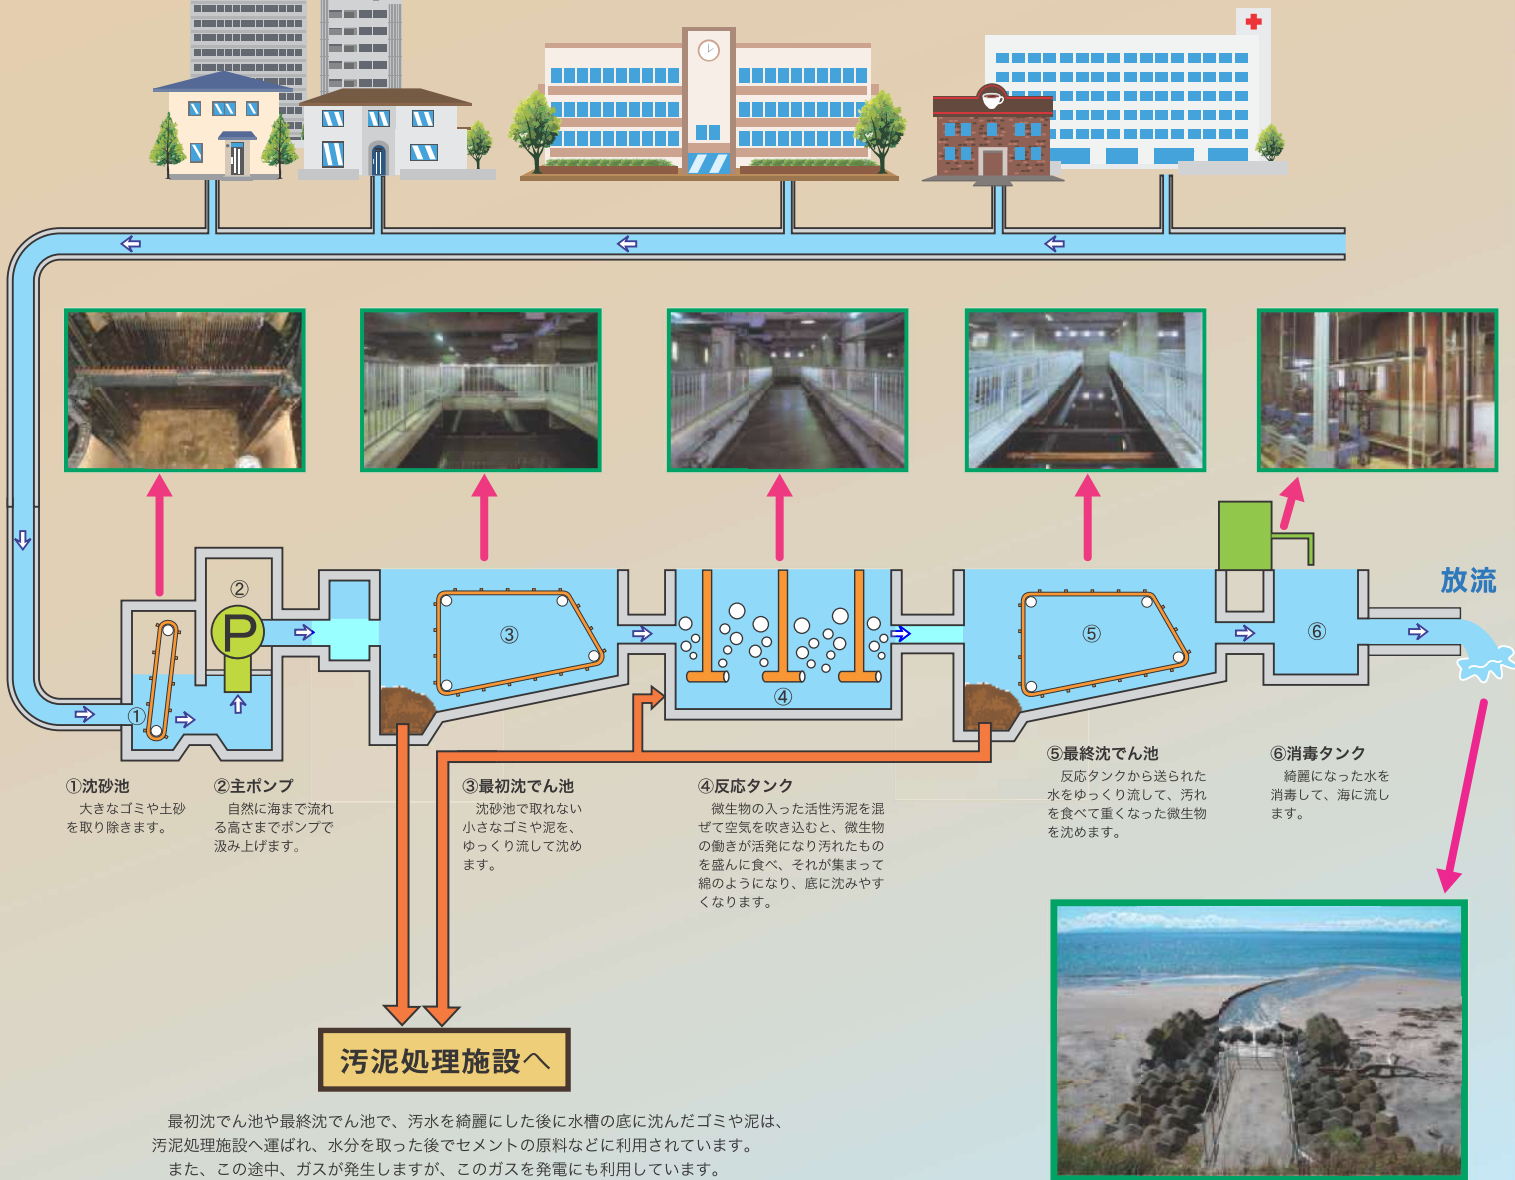 ②
P
③
④
⑤
⑥
①
放流
①沈砂池
　大きなゴミや土砂
を取り除きます。
②主ポンプ
　自然に海まで流れ
る高さまでポンプで
汲み上げます。
③最初沈でん池
　沈砂池で取れない
小さなゴミや泥を、
ゆっくり流して沈め
ます。
④反応タンク
　微生物の入った活性汚泥を混
ぜて空気を吹き込むと、微生物
の働きが活発になり汚れたもの
を盛んに食べ、それが集まって
綿のようになり、底に沈みやす
くなります。
⑤最終沈でん池
　反応タンクから送られた
水をゆっくり流して、汚れ
を食べて重くなった微生物
を沈めます。
⑥消毒タンク
　綺麗になった水を
消毒して、海に流し
ます。
汚泥処理施設へ
　最初沈でん池や最終沈でん池で、汚水を綺麗にした後に水槽の底に沈んだゴミや泥は、
汚泥処理施設へ運ばれ、水分を取った後でセメントの原料などに利用されています。
　また、この途中、ガスが発生しますが、このガスを発電にも利用しています。